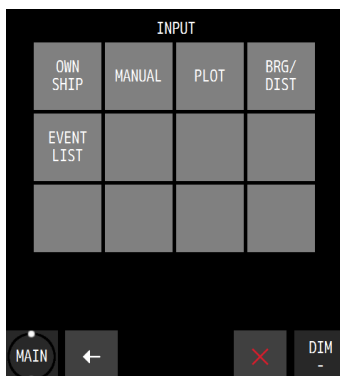 INPUT
OWN
SHIP
MANUAL
PLOT
BRG/
DIST
EVENT
LIST
MAIN
DIM
-